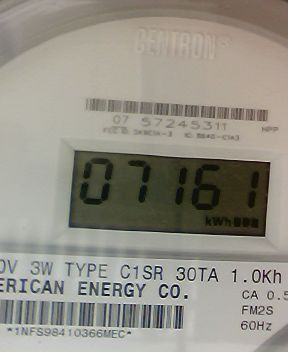 CENTRON®
07 57245311
07161
kWh
0V 3W TYPE C1SR 30TA 1.0Kh
ERICAN ENERGY CO.
CA 0.5
FM2S
60Hz
*1NFS98410366MEC*